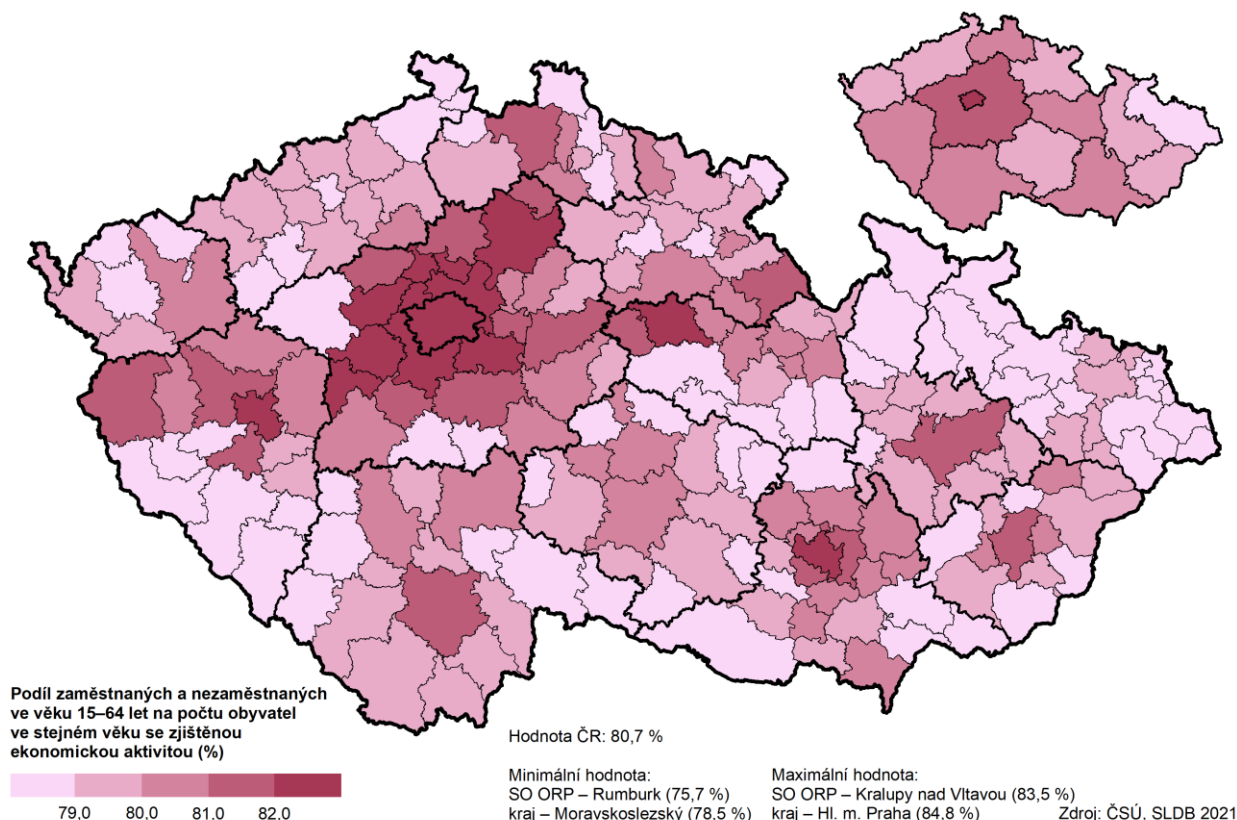 Podíl zaměstnaných a nezaměstnaných
ve věku 15–64 let na počtu obyvatel
ve stejném věku se zjištěnou
ekonomickou aktivitou (%)
79.0 80.0 81.0 82.0
Hodnota ČR: 80,7 %
Minimální hodnota:
SO ORP – Rumburk (75,7 %)
kraj – Moravskoslezský (78,5 %)
Maximální hodnota:
SO ORP – Kralupy nad Vltavou (83,5 %)
kraj – Hl. m. Praha (84,8 %)
Zdroj: ČSÚ, SLDB 2021